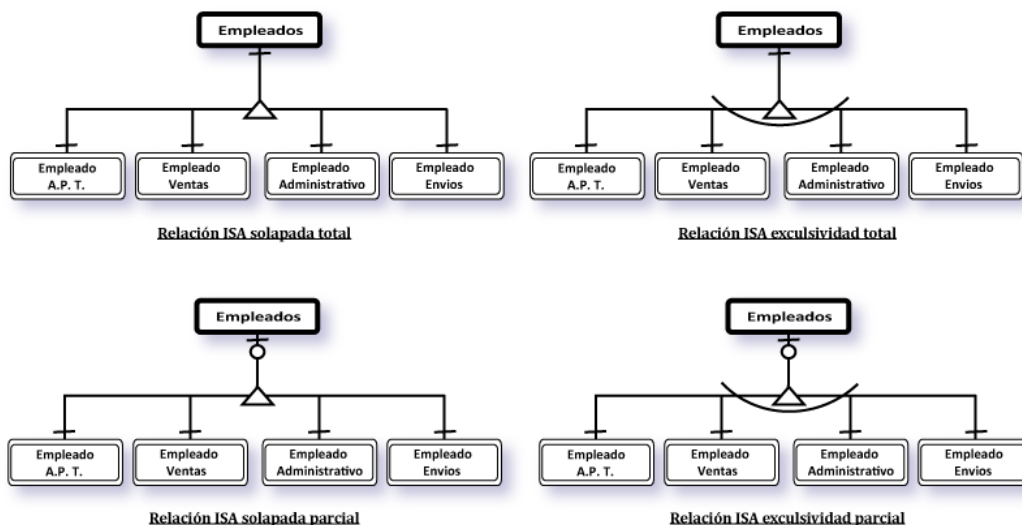 Empleados
Empleado
A.P. T.
Empleado
Ventas
Empleado
Administrativo
Empleado
Envios
Relación ISA solapada total
Empleados
Empleado
A.P. T.
Empleado
Ventas
Empleado
Administrativo
Empleado
Envios
Relación ISA exculsividad total
Empleados
Empleado
A.P. T.
Empleado
Ventas
Empleado
Administrativo
Empleado
Envios
Relación ISA solapada parcial
Empleados
Empleado
A.P. T.
Empleado
Ventas
Empleado
Administrativo
Empleado
Envios
Relación ISA exculsividad parcial